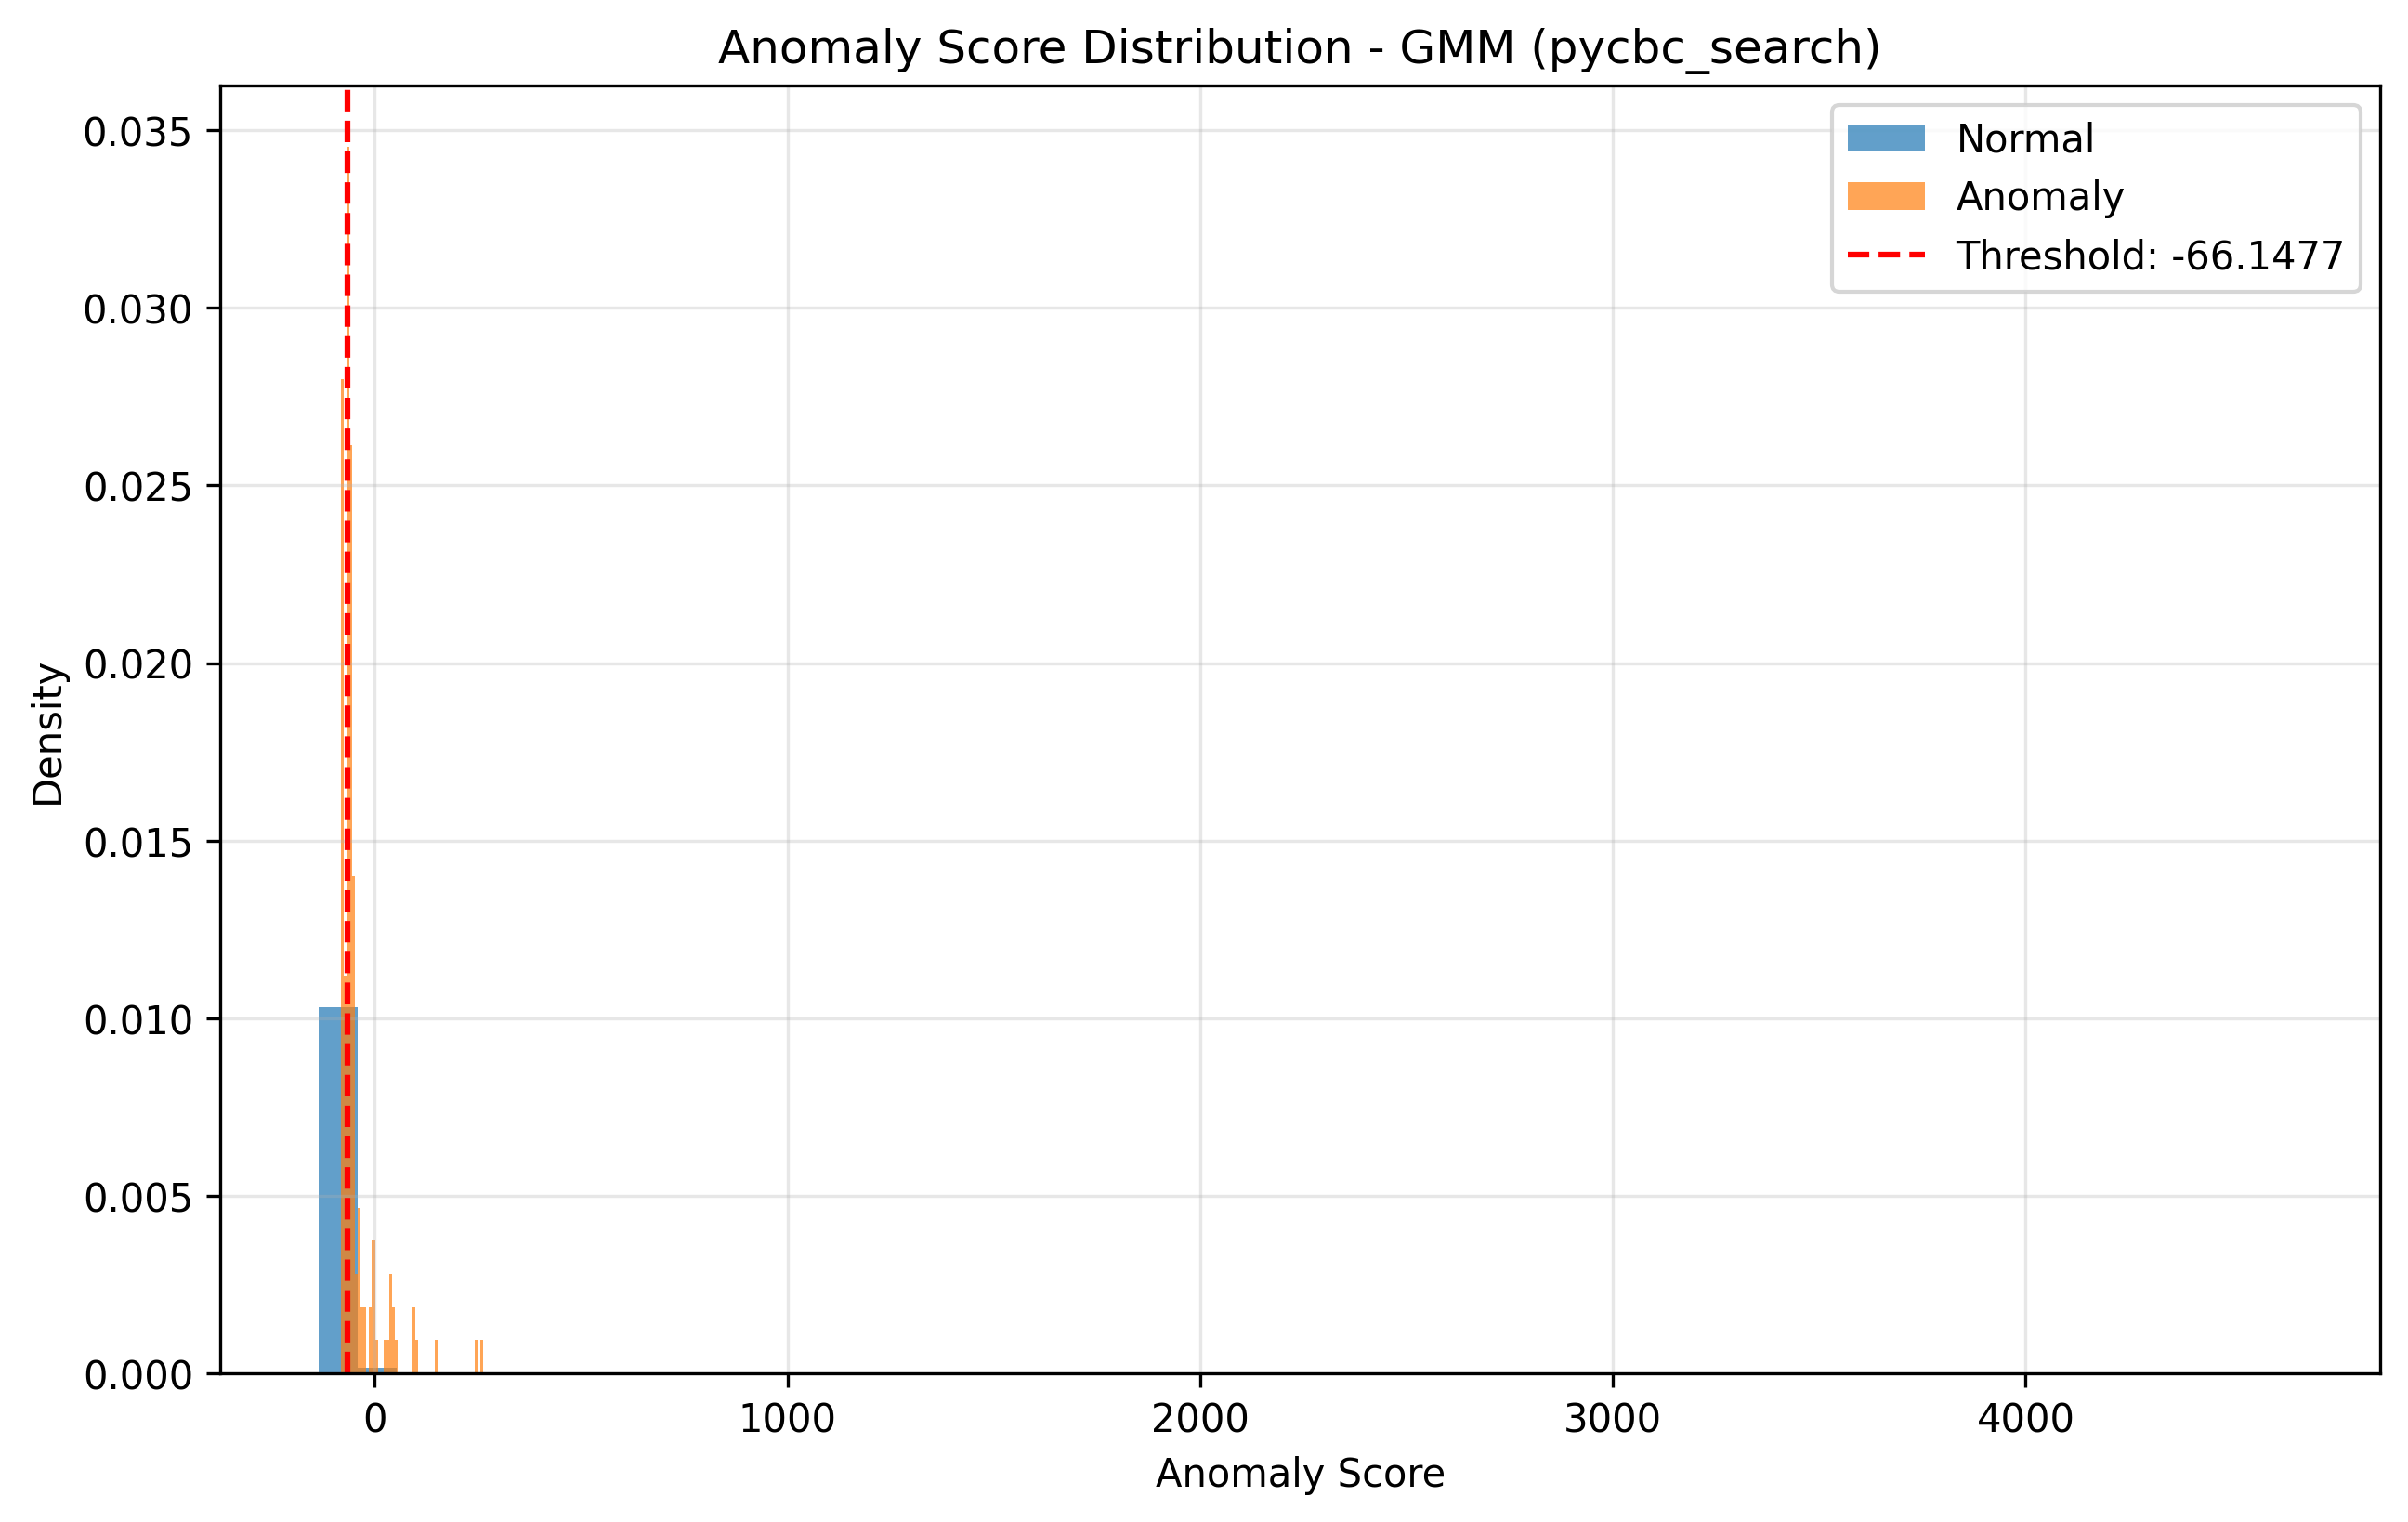 Anomaly Score Distribution - GMM (pycbc_search)
Normal
Anomaly
Threshold: -66.1477
Density
0.035
0.030
0.025
0.020
0.015
0.010
0.005
0.000
0 1000 2000 3000 4000
Anomaly Score